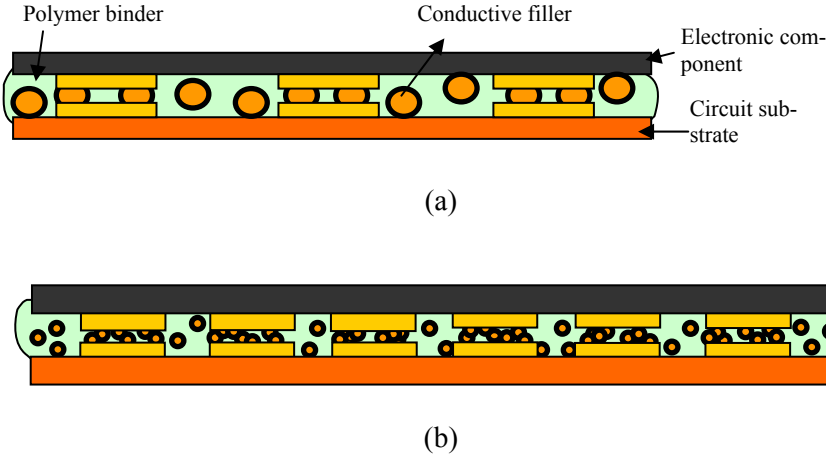 Polymer binder
Conductive filler
Electronic com-
ponent
Circuit sub-
strate
(a)
(b)